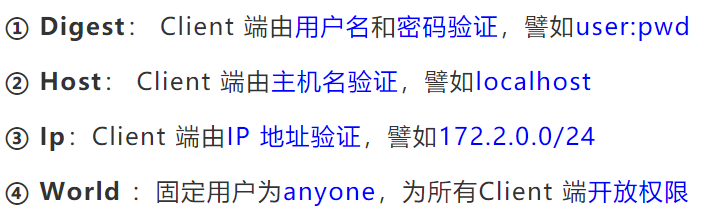 ① Digest： Client 端由用户名和密码验证，譬如user:pwd
② Host： Client 端由主机名验证，譬如localhost
③ Ip：Client 端由IP 地址验证，譬如172.2.0.0/24
④ World ：固定用户为anyone，为所有Client 端开放权限